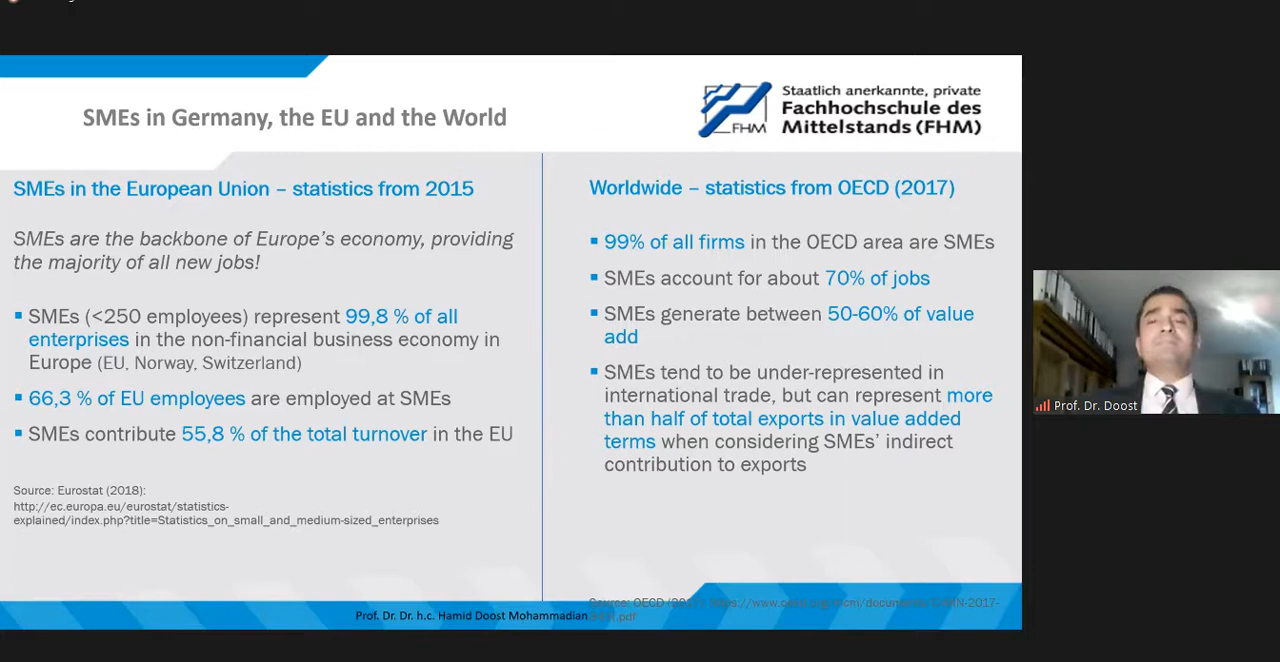 SMEs in Germany, the EU and the World
Staatlich anerkannte, private
Fachhochschule des
Mittelstands (FHM)
FHM
SMEs in the European Union – statistics from 2015
SMEs are the backbone of Europe's economy, providing
the majority of all new jobs!
SMEs (<250 employees) represent 99,8 % of all
enterprises in the non-financial business economy in
Europe (EU, Norway, Switzerland)
66,3 % of EU employees are employed at SMEs
SMEs contribute 55,8 % of the total turnover in the EU
Source: Eurostat (2018):
http://ec.europa.eu/eurostat/statistics-
explained/index.php?title=Statistics_on_small_and_medium-sized_enterprises
Worldwide – statistics from OECD (2017)
99% of all firms in the OECD area are SMEs
SMEs account for about 70% of jobs
SMEs generate between 50-60% of value
add
SMEs tend to be under-represented in
international trade, but can represent more
than half of total exports in value added
terms when considering SMEs' indirect
contribution to exports
Source: OECD
Prof. Dr. Dr. h.c. Hamid Doost Mohammadian
Prof. Dr. Doost